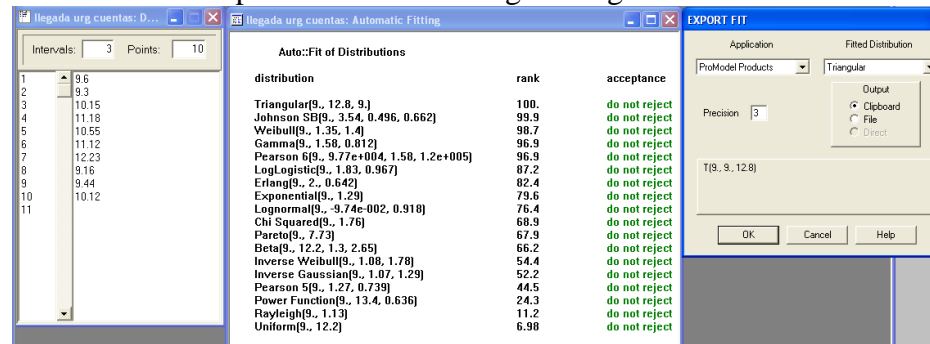 llegada urg cuentas: D...
Intervals: 3 Points: 10
1 9.6
2 9.3
3 10.15
4 11.18
5 10.55
6 11.12
7 12.23
8 9.16
9 9.44
10 10.12
11
llegada urg cuentas: Automatic Fitting
Auto::Fit of Distributions
distribution rank acceptance
Triangular(9., 12.8, 9.) 100. do not reject
Johnson SB(9., 3.54, 0.496, 0.662) 99.9 do not reject
Weibull(9., 1.35, 1.4) 98.7 do not reject
Gamma(9., 1.58, 0.812) 96.9 do not reject
Pearson 6(9., 9.77e+004, 1.58, 1.2e+005) 96.9 do not reject
LogLogistic(9., 1.83, 0.967) 87.2 do not reject
Erlang(9., 2., 0.642) 82.4 do not reject
Exponential(9., 1.29) 79.6 do not reject
Lognormal(9., -9.74e-002, 0.918) 76.4 do not reject
Chi Squared(9., 1.76) 68.9 do not reject
Pareto(9., 7.73) 67.9 do not reject
Beta(9., 12.2, 1.3, 2.65) 66.2 do not reject
Inverse Weibull(9., 1.08, 1.78) 54.4 do not reject
Inverse Gaussian(9., 1.07, 1.29) 52.2 do not reject
Pearson 5(9., 1.27, 0.739) 44.5 do not reject
Power Function(9., 13.4, 0.636) 24.3 do not reject
Rayleigh(9., 1.13) 11.2 do not reject
Uniform(9., 12.2) 6.98 do not reject
EXPORT FIT
Application Fitted Distribution
ProModel Products Triangular
Output
Precision 3
Clipboard
File
Direct
T(9., 9., 12.8)
OK Cancel Help